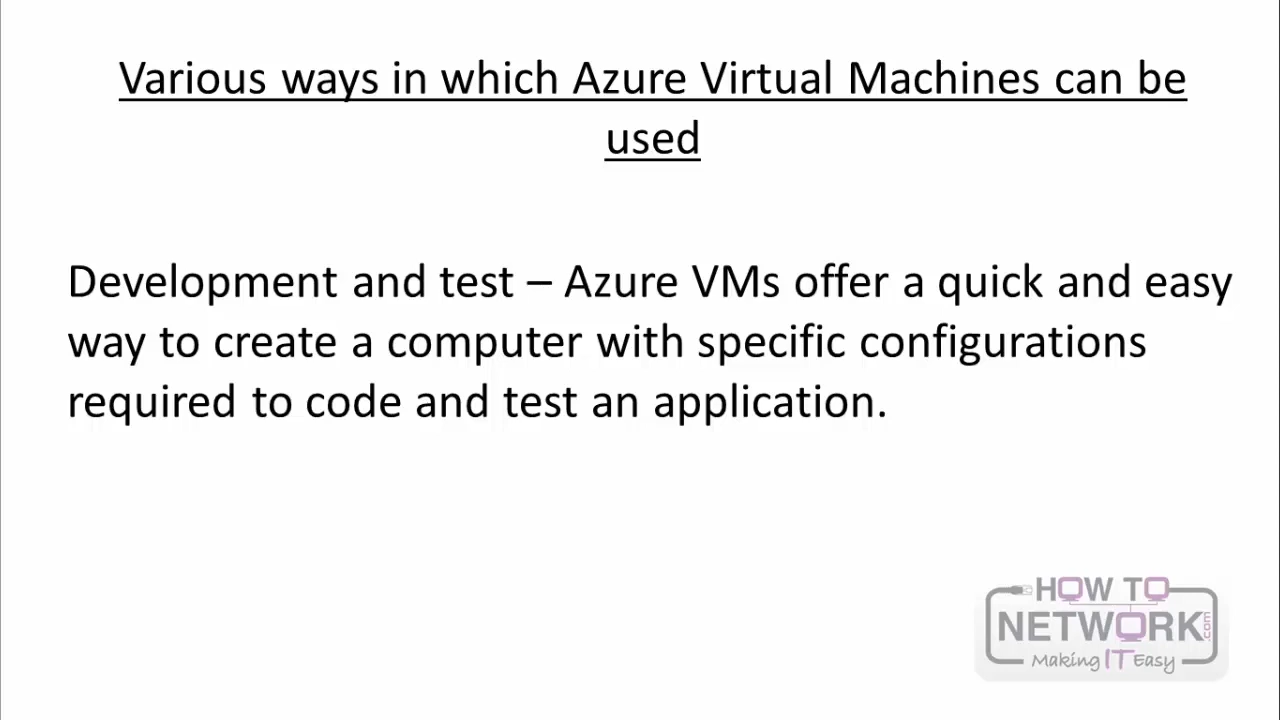 Various ways in which Azure Virtual Machines can be
used
Development and test – Azure VMs offer a quick and easy
way to create a computer with specific configurations
required to code and test an application.
HOW TO
NETWORK.com
Making IT Easy